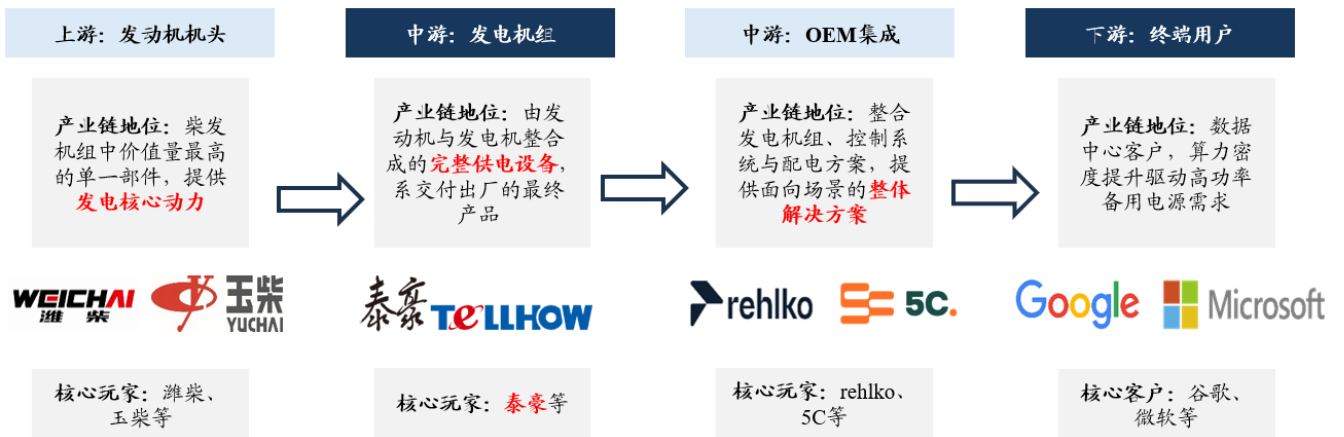 上游：发动机机头
产业链地位：柴发
机组中价值量最高
的单一部件，提供
发电核心动力
WEICHAI
潍柴
玉柴
YUCHAI
核心玩家：潍柴、
玉柴等
中游：发电机组
产业链地位：由发
动机与发电机整合
成的完整供电设备，
系交付出厂的最终
产品
泰豪 TELLHOW
核心玩家：泰豪等
中游：OEM集成
产业链地位：整合
发电机组、控制系
统与配电方案，提
供面向场景的整体
解决方案
rehlko
5C.
核心玩家：rehlko、
5C等
下游：终端用户
产业链地位：数据
中心客户，算力密
度提升驱动高功率
备用电源需求
Google
Microsoft
核心客户：谷歌、
微软等